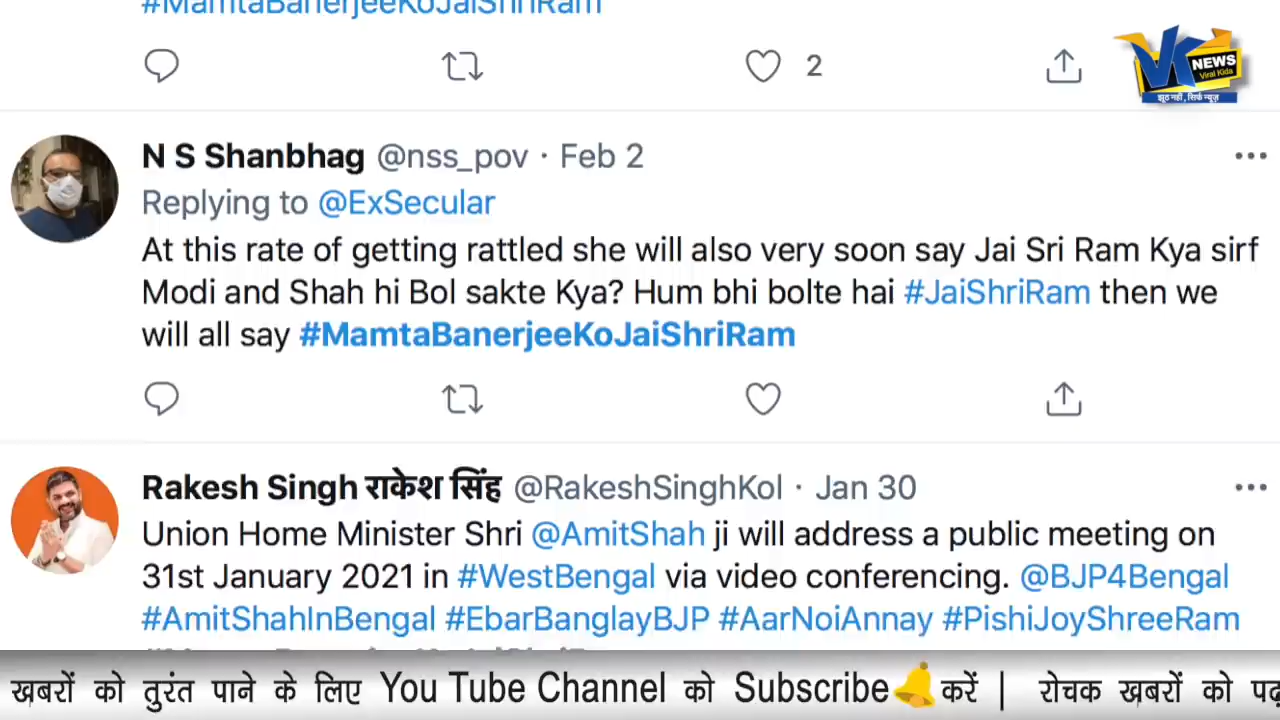 #MamtaBanerjeeKoJaiShriRam
2
NEWS
Viral Kida
झूठ नहीं, सिर्फ न्यूज़
N S Shanbhag @nss_pov · Feb 2
Replying to @ExSecular
At this rate of getting rattled she will also very soon say Jai Sri Ram Kya sirf
Modi and Shah hi Bol sakte Kya? Hum bhi bolte hai #JaiShriRam then we
will all say #MamtaBanerjeeKoJaiShriRam
Rakesh Singh राकेश सिंह @RakeshSinghKol · Jan 30
Union Home Minister Shri @AmitShah ji will address a public meeting on
31st January 2021 in #WestBengal via video conferencing. @BJP4Bengal
#AmitShahInBengal #EbarBanglayBJP #AarNoiAnnay #PishiJoyShreeRam
ख़बरों को तुरंत पाने के लिए You Tube Channel को Subscribe🔔करें | रोचक ख़बरों को पढ़